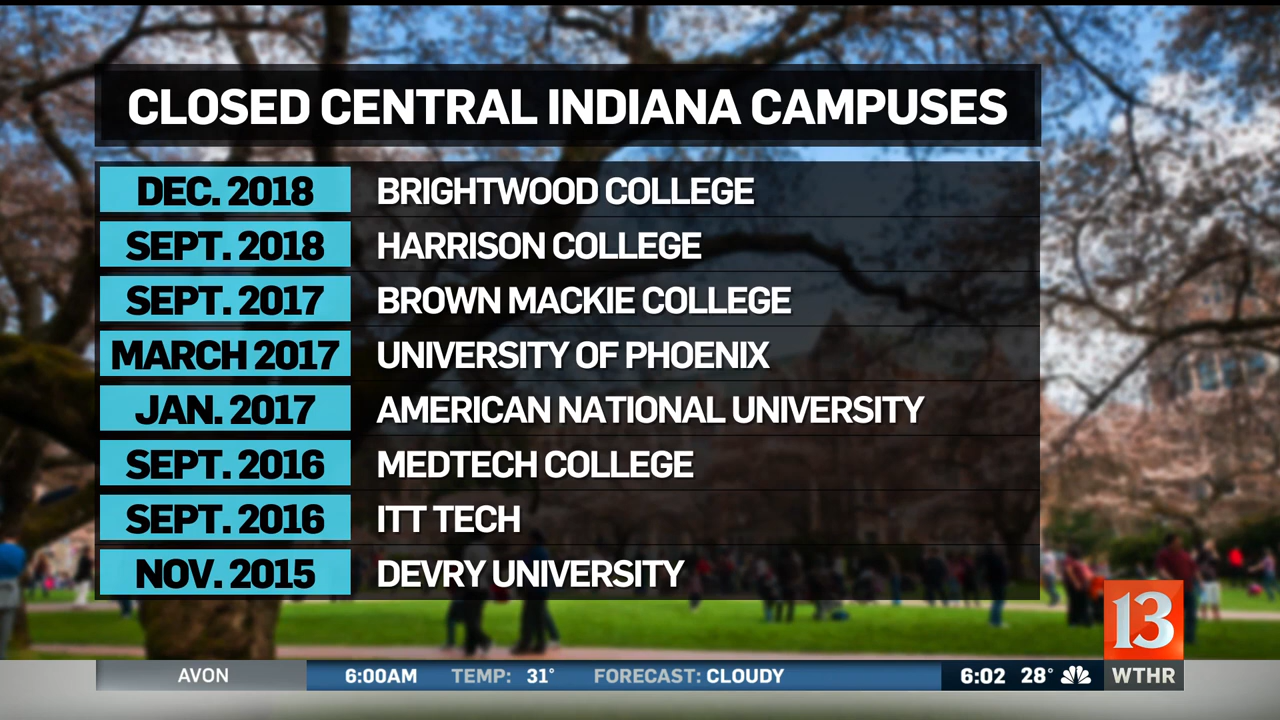 CLOSED CENTRAL INDIANA CAMPUSES
DEC. 2018 BRIGHTWOOD COLLEGE
SEPT. 2018 HARRISON COLLEGE
SEPT. 2017 BROWN MACKIE COLLEGE
MARCH 2017 UNIVERSITY OF PHOENIX
JAN. 2017 AMERICAN NATIONAL UNIVERSITY
SEPT. 2016 MEDTECH COLLEGE
SEPT. 2016 ITT TECH
NOV. 2015 DEVRY UNIVERSITY
13
AVON 6:00AM TEMP: 31° FORECAST: CLOUDY 6:02 28° WTHR